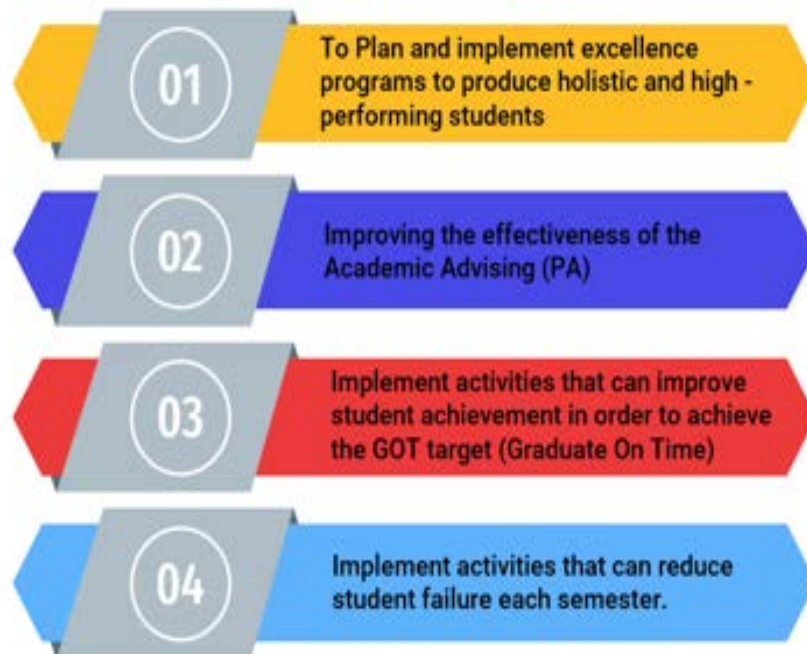 01
To Plan and implement excellence
programs to produce holistic and high -
performing students
02
Improving the effectiveness of the
Academic Advising (PA)
03
Implement activities that can improve
student achievement in order to achieve
the GOT target (Graduate On Time)
04
Implement activities that can reduce
student failure each semester.